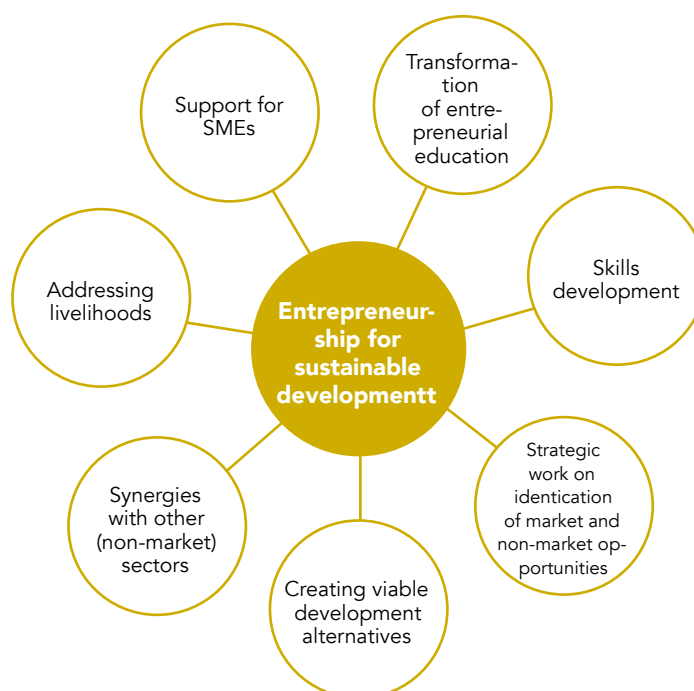 Support for
SMEs
Transforma-
tion
of entre-
preneurial
education
Addressing
livelihoods
Skills
development
Entrepreneur-
ship for
sustainable
developmentt
Synergies
with other
(non-market)
sectors
Strategic
work on
identication
of market and
non-market op-
portunities
Creating viable
development
alternatives